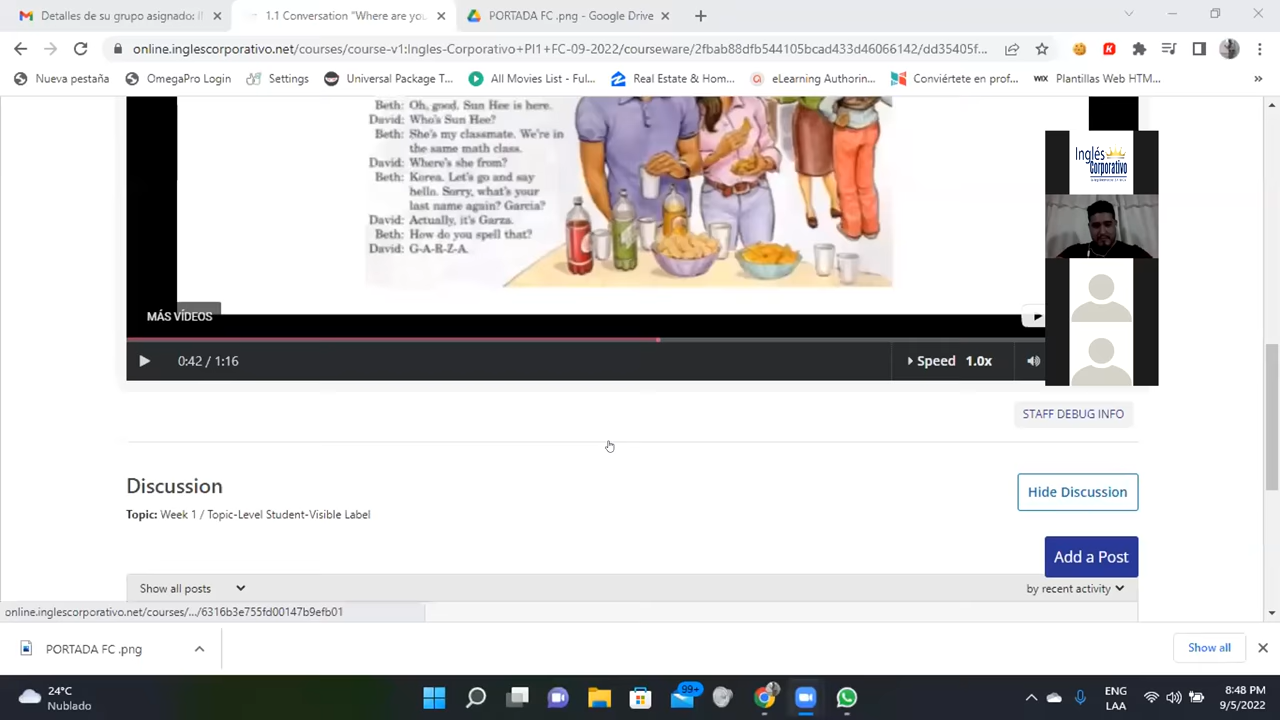 Detalles de su grupo asignado: I
1.1 Conversation "Where are you
PORTADA FC .png - Google Drive
online.inglescorporativo.net/courses/course-v1:Ingles-Corporativo+PI1+FC-09-2022/courseware/2fbab88dfb544105bcad433d46066142/dd35405f...
Nueva pestaña
OmegaPro Login
Settings
Universal Package T...
All Movies List - Ful...
Real Estate & Hom...
eLearning Authorin...
Conviértete en prof...
WIX Plantillas Web HTM...
»
Beth: Oh, good. Sun Hee is here.
David: Who's Sun Hee?
Beth: She's my classmate. We're in
the same math class.
David: Where's she from?
Beth: Korea. Let's go and say
hello. Sorry, what's your
last name again? Garcia?
David: Actually, it's Garza.
Beth: How do you spell that?
David: G-A-R-Z-A.
Inglés
Corporativo
MÁS VÍDEOS
0:42 / 1:16
Speed 1.0x
STAFF DEBUG INFO
Discussion
Hide Discussion
Topic: Week 1 / Topic-Level Student-Visible Label
Add a Post
Show all posts
by recent activity
online.inglescorporativo.net/courses/.../6316b3e755fd00147b9efb01
PORTADA FC .png
Show all
24°C
Nublado
99+
ENG
LAA
8:48 PM
9/5/2022